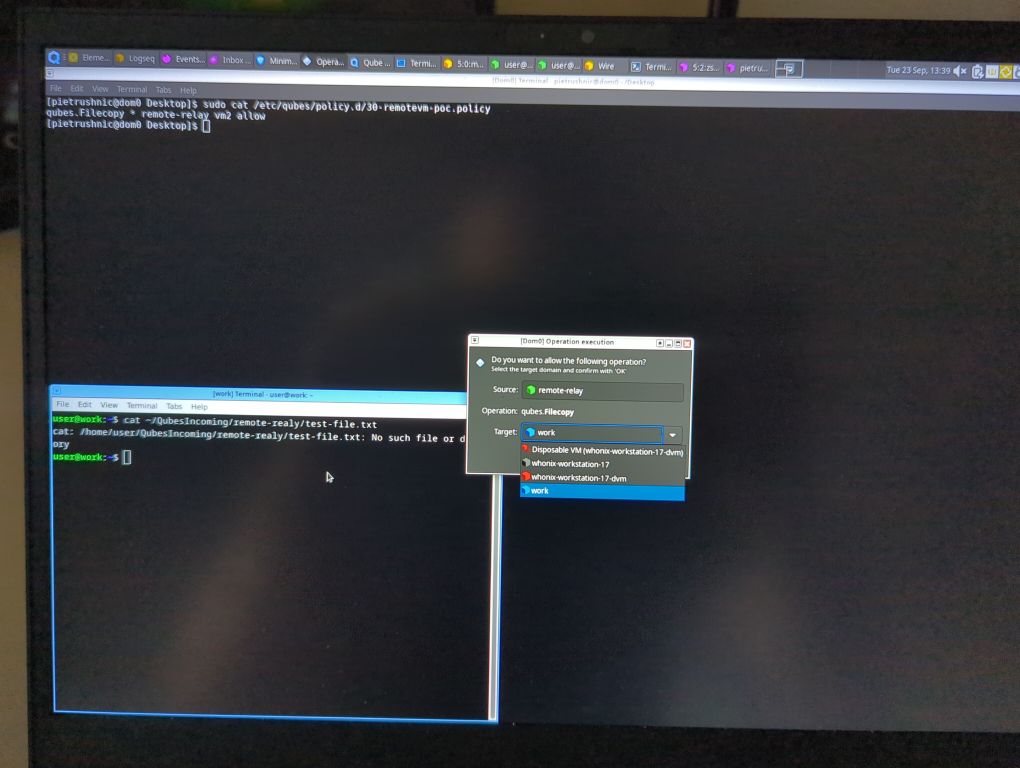 Eleme... Logseq Events... Inbox ... Minim... Opera... Qube ... Termi... 5:0:m... user@... user@... Wire Termi... 5:2:zs... pietru... Tue 23 Sep, 13:39
[Dom0] Terminal - pietrushnic@dom0:~/Desktop
File Edit View Terminal Tabs Help
[pietrushnic@dom0 Desktop]$ sudo cat /etc/qubes/policy.d/30-remotevm-poc.policy
qubes.Filecopy * remote-relay vm2 allow
[pietrushnic@dom0 Desktop]$
[Dom0] Operation execution
Do you want to allow the following operation?
Select the target domain and confirm with 'OK'
Source: remote-relay
Operation: qubes.Filecopy
Target: work
Disposable VM (whonix-workstation-17-dvm)
whonix-workstation-17
whonix-workstation-17-dvm
work
[work] Terminal - user@work: ~
File Edit View Terminal Tabs Help
user@work:~$ cat ~/QubesIncoming/remote-realy/test-file.txt
cat: /home/user/QubesIncoming/remote-realy/test-file.txt: No such file or d
ory
user@work:~$